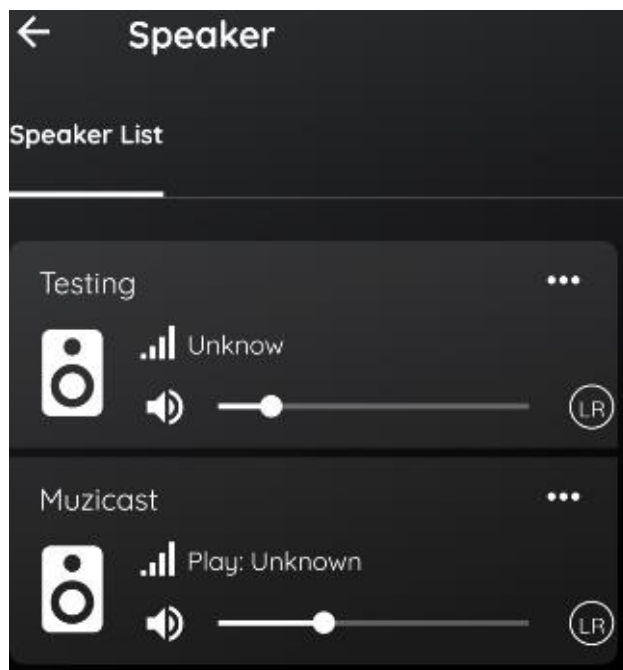 Speaker
Speaker List
Testing
Unknow
LR
Muzicast
Play: Unknown
LR